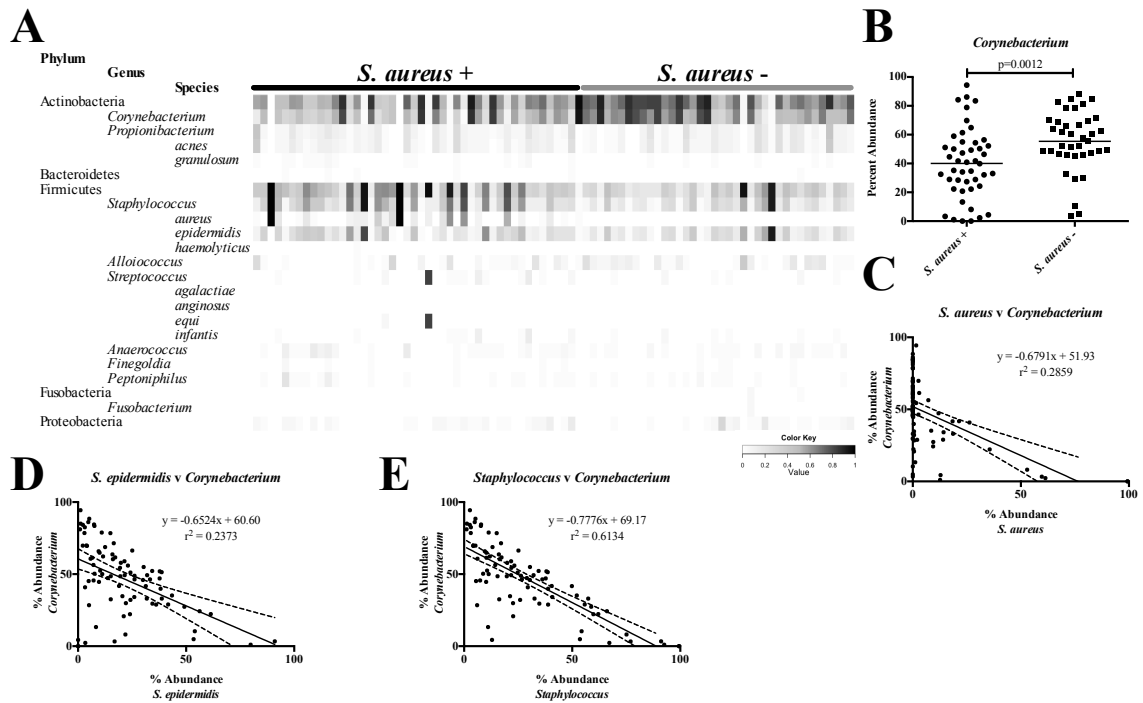 A
Phylum
Genus
Species
S. aureus +
S. aureus -
Actinobacteria
Corynebacterium
Propionibacterium
acnes
granulosum
Bacteroidetes
Firmicutes
Staphylococcus
aureus
epidermidis
haemolyticus
Alloiococcus
Streptococcus
agalactiae
anginosus
equi
infantis
Anaerococcus
Finegoldia
Peptoniphilus
Fusobacteria
Fusobacterium
Proteobacteria
Color Key
0 0.2 0.4 0.6 0.8 1
Value
B
Corynebacterium
p=0.0012
Percent Abundance
100
80
60
40
20
0
S. aureus +
S. aureus -
C
S. aureus v Corynebacterium
y = -0.6791x + 51.93
r² = 0.2859
% Abundance
Corynebacterium
100
50
0
0 50 100
% Abundance
S. aureus
D
S. epidermidis v Corynebacterium
y = -0.6524x + 60.60
r² = 0.2373
% Abundance
Corynebacterium
100
50
0
0 50 100
% Abundance
S. epidermidis
E
Staphylococcus v Corynebacterium
y = -0.7776x + 69.17
r² = 0.6134
% Abundance
Corynebacterium
100
50
0
0 50 100
% Abundance
Staphylococcus